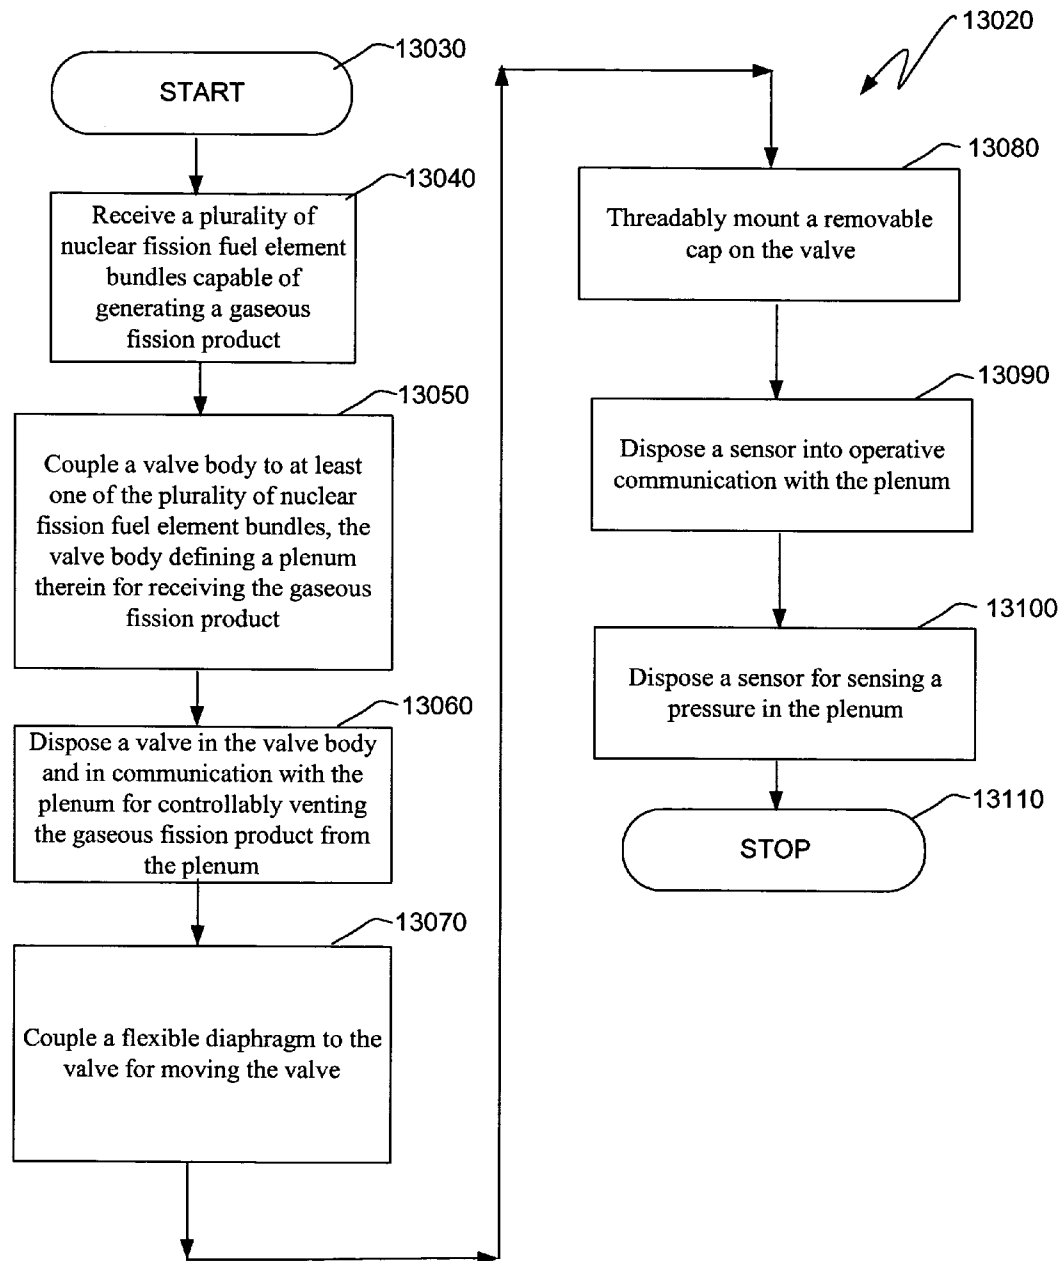 13020
13030
START
13040
Receive a plurality of
nuclear fission fuel element
bundles capable of
generating a gaseous
fission product
13050
Couple a valve body to at least
one of the plurality of nuclear
fission fuel element bundles, the
valve body defining a plenum
therein for receiving the gaseous
fission product
13060
Dispose a valve in the valve body
and in communication with the
plenum for controllably venting
the gaseous fission product from
the plenum
13070
Couple a flexible diaphragm to the
valve for moving the valve
13080
Threadably mount a removable
cap on the valve
13090
Dispose a sensor into operative
communication with the plenum
13100
Dispose a sensor for sensing a
pressure in the plenum
13110
STOP